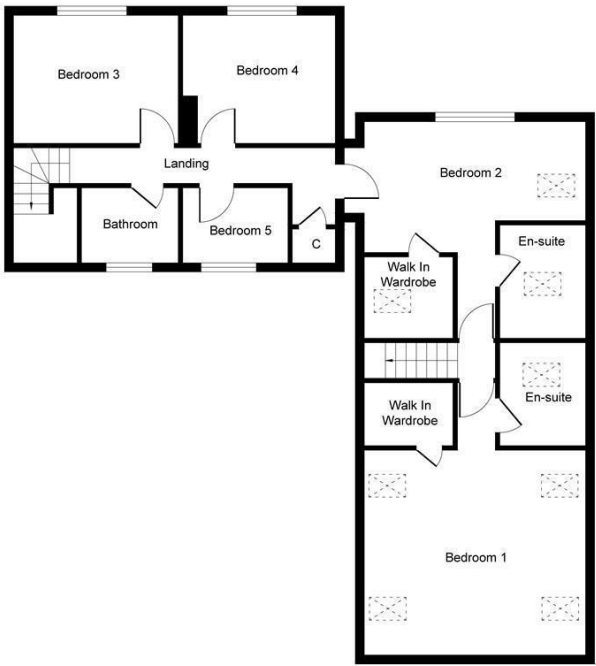 Bedroom 3
Bedroom 4
Landing
Bedroom 2
Bathroom
Bedroom 5
C
En-suite
Walk In
Wardrobe
En-suite
Walk In
Wardrobe
Bedroom 1